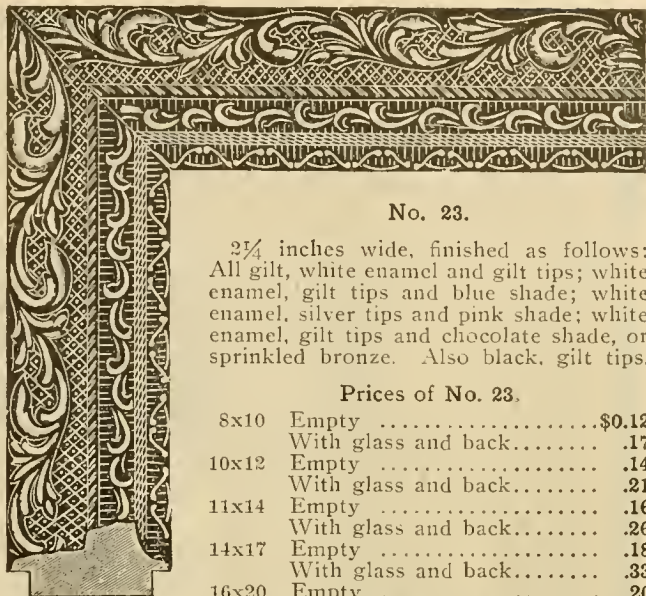 No. 23.
2¼ inches wide, finished as follows:
All gilt, white enamel and gilt tips; white
enamel, gilt tips and blue shade; white
enamel, silver tips and pink shade; white
enamel, gilt tips and chocolate shade, or
sprinkled bronze. Also black, gilt tips.
Prices of No. 23.
8x10 Empty ..................... $0.12
With glass and back........ .17
10x12 Empty ..................... .14
With glass and back........ .21
11x14 Empty ..................... .16
With glass and back........ .26
14x17 Empty ..................... .18
With glass and back........ .33
16x20 Empty ..................... .20